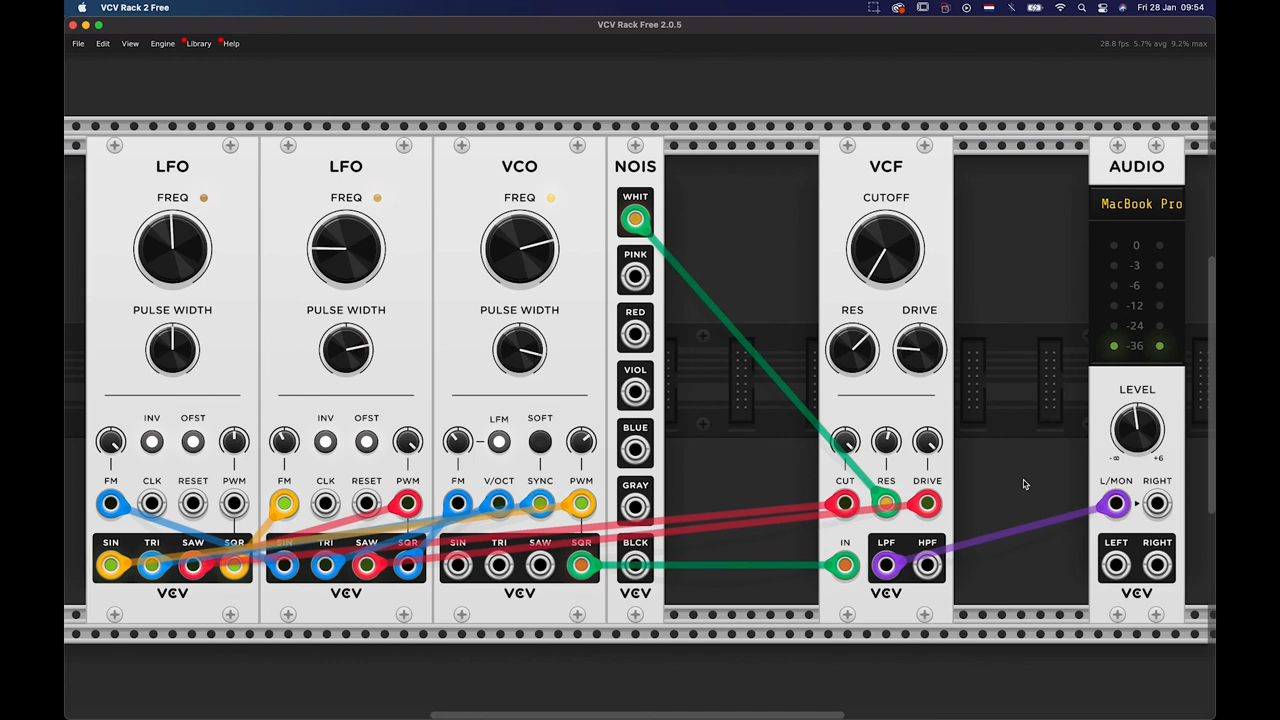 VCV Rack 2 Free
Fri 28 Jan 09:54
VCV Rack Free 2.0.5
File Edit View Engine Library Help
28.8 fps 5.7% avg 9.2% max
LFO LFO VCO NOIS VCF AUDIO
FREQ FREQ FREQ WHIT CUTOFF
MacBook Pro
0
-3
-6
-12
-24
-36
PINK
PULSE WIDTH PULSE WIDTH PULSE WIDTH RED RES DRIVE
VIOL
LEVEL
-∞ +6
INV OFST INV OFST LFM SOFT BLUE
FM CLK RESET PWM FM CLK RESET PWM FM V/OCT SYNC PWM GRAY CUT RES DRIVE L/MON RIGHT
SIN TRI SAW SQR SIN TRI SAW SQR SIN TRI SAW SQR BLCK IN LPF HPF LEFT RIGHT
VCV VCV VCV VCV VCV VCV